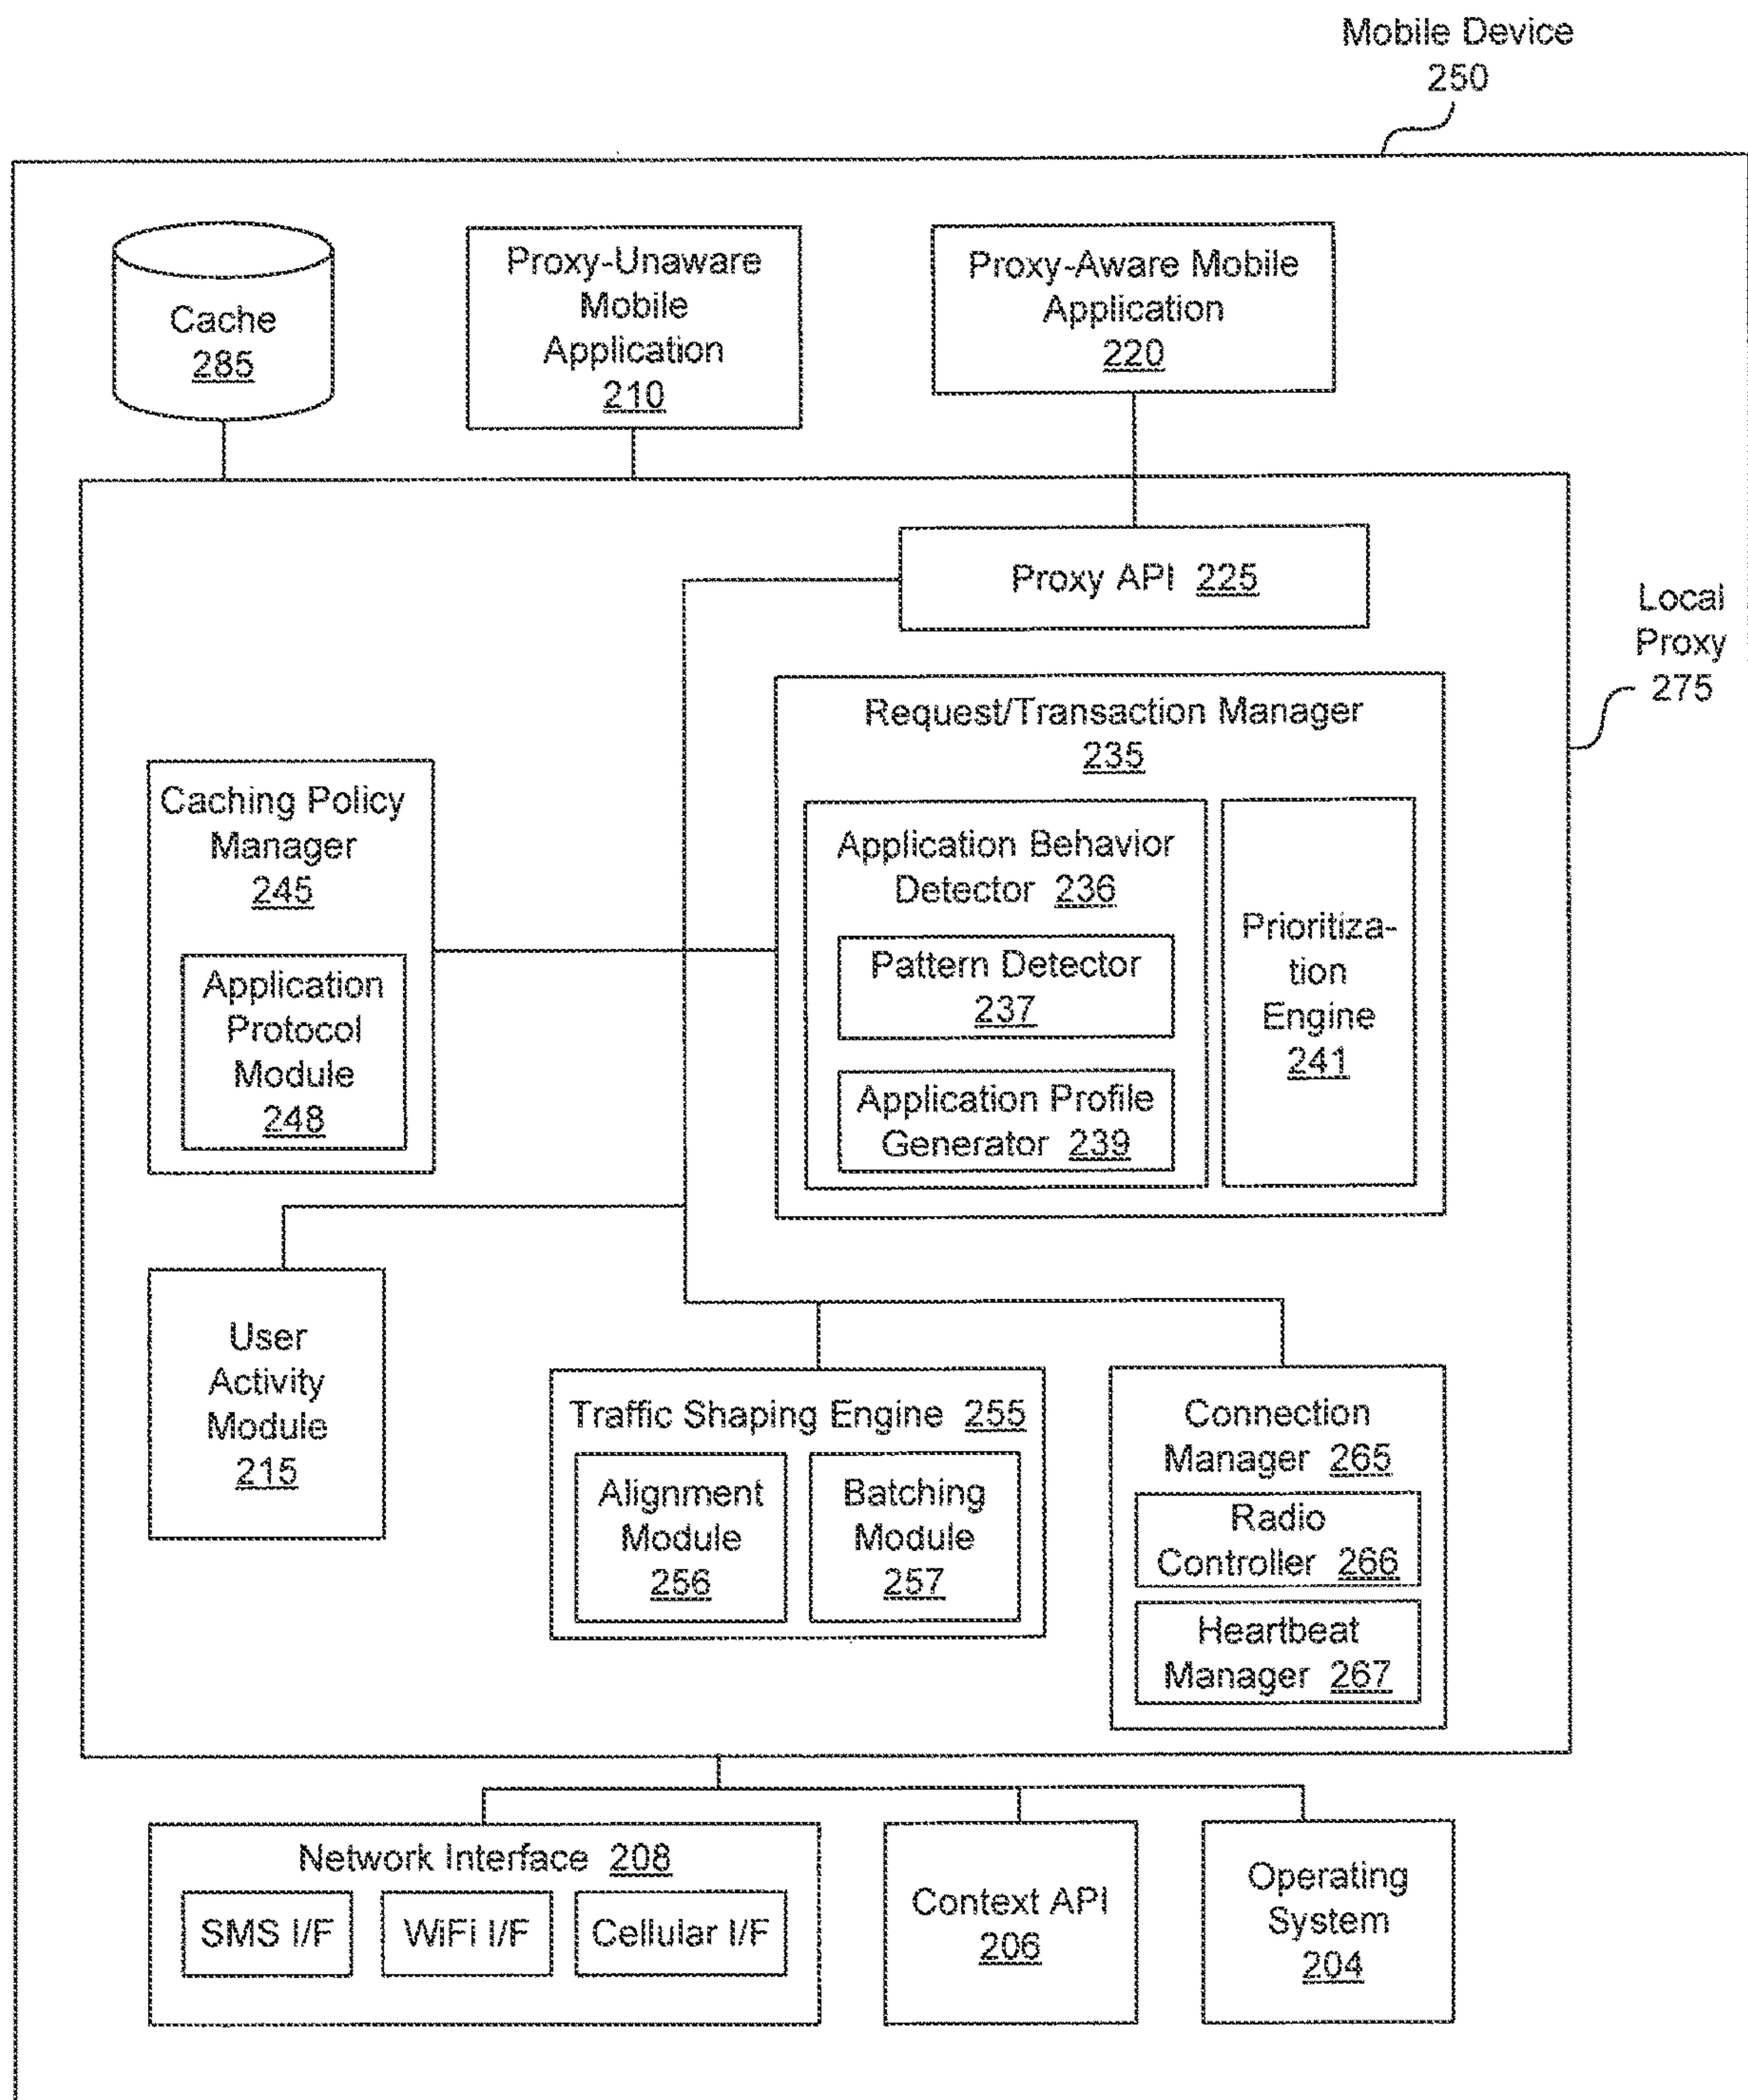 Mobile Device
250
Cache
285
Proxy-Unaware
Mobile
Application
210
Proxy-Aware Mobile
Application
220
Proxy API 225
Local
Proxy
275
Request/Transaction Manager
235
Caching Policy
Manager
245
Application
Protocol
Module
248
Application Behavior
Detector 236
Pattern Detector
237
Application Profile
Generator 239
Prioritiza-
tion
Engine
241
User
Activity
Module
215
Traffic Shaping Engine 255
Alignment
Module
256
Batching
Module
257
Connection
Manager 265
Radio
Controller 266
Heartbeat
Manager 267
Network Interface 208
SMS I/F
WiFi I/F
Cellular I/F
Context API
206
Operating
System
204